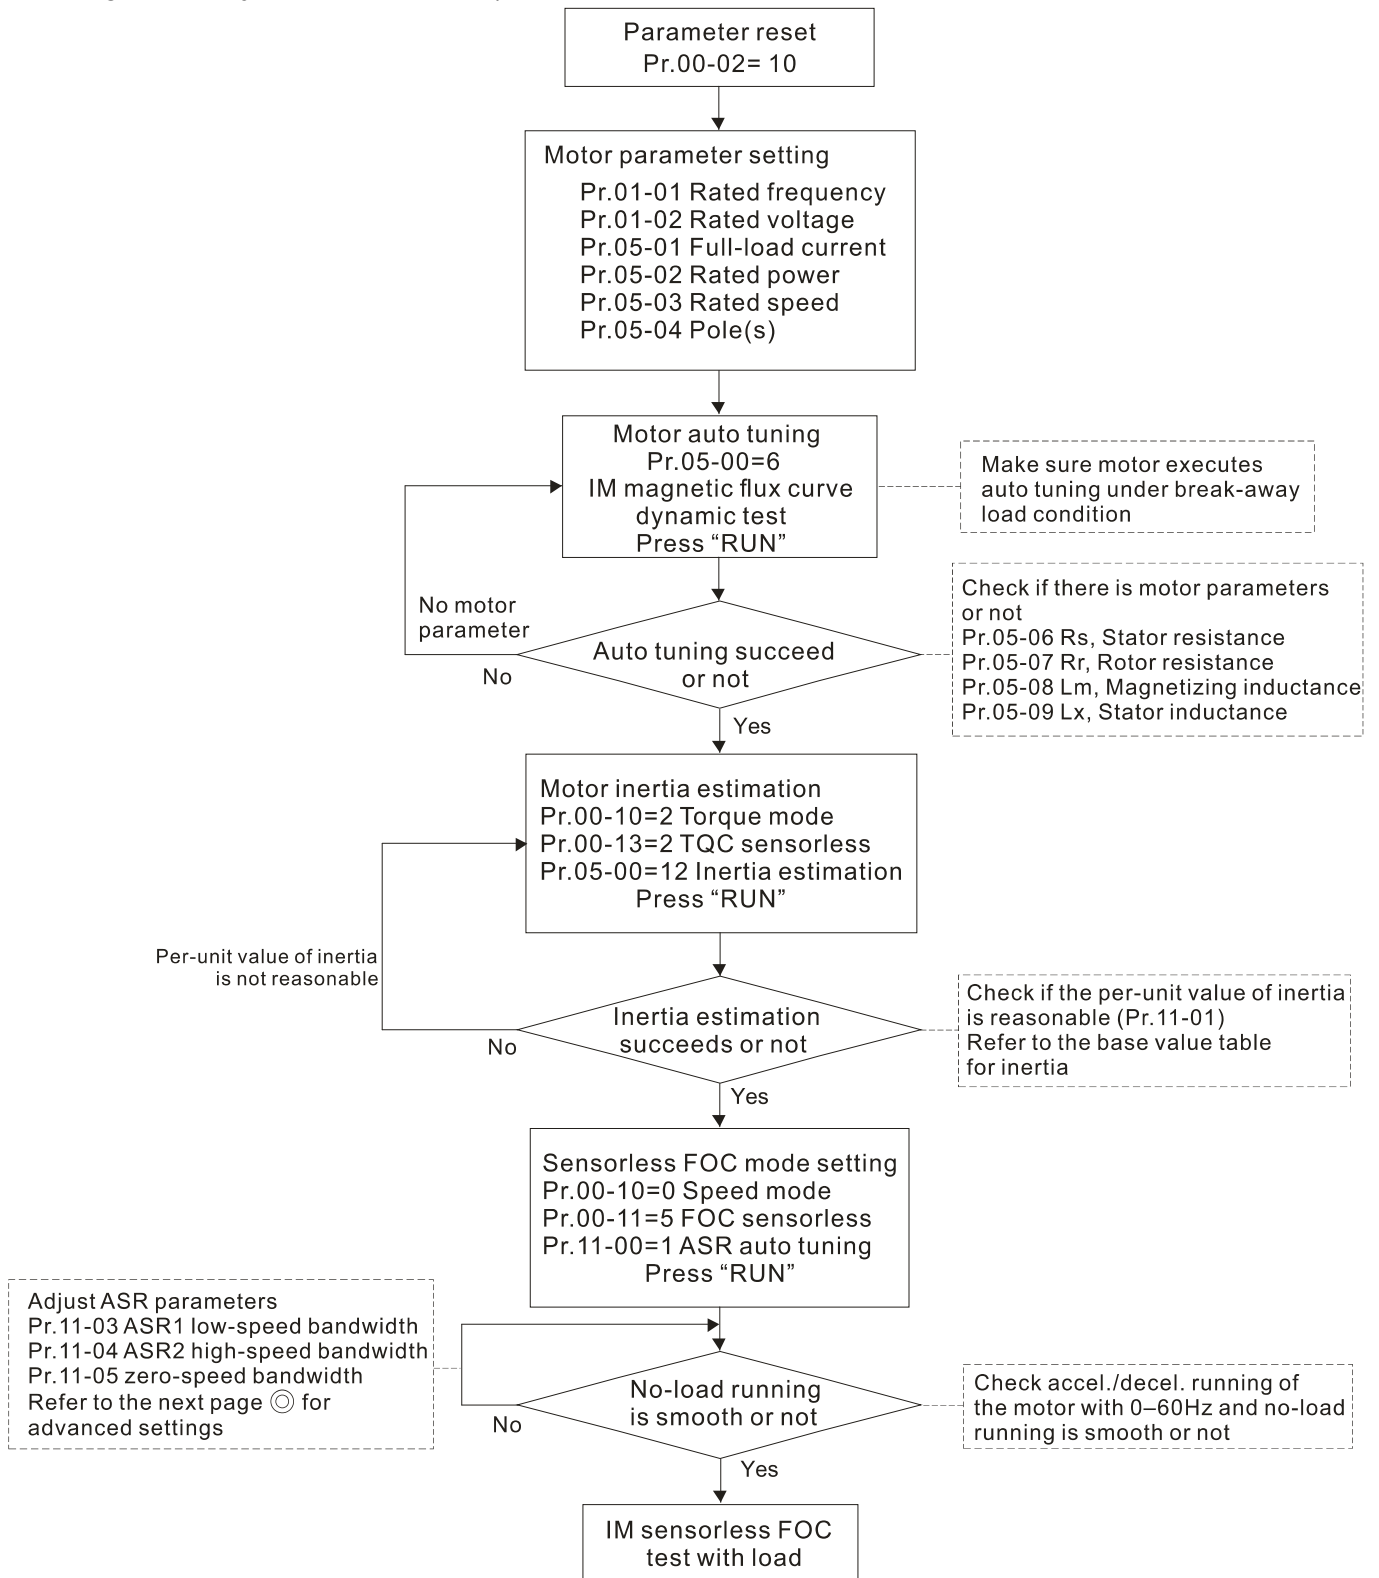 Parameter reset
Pr.00-02= 10
Motor parameter setting
Pr.01-01 Rated frequency
Pr.01-02 Rated voltage
Pr.05-01 Full-load current
Pr.05-02 Rated power
Pr.05-03 Rated speed
Pr.05-04 Pole(s)
Motor auto tuning
Pr.05-00=6
IM magnetic flux curve
dynamic test
Press “RUN”
Make sure motor executes
auto tuning under break-away
load condition
No motor
parameter
No
Auto tuning succeed
or not
Yes
Check if there is motor parameters
or not
Pr.05-06 Rs, Stator resistance
Pr.05-07 Rr, Rotor resistance
Pr.05-08 Lm, Magnetizing inductance
Pr.05-09 Lx, Stator inductance
Motor inertia estimation
Pr.00-10=2 Torque mode
Pr.00-13=2 TQC sensorless
Pr.05-00=12 Inertia estimation
Press “RUN”
Per-unit value of inertia
is not reasonable
No
Inertia estimation
succeeds or not
Yes
Check if the per-unit value of inertia
is reasonable (Pr.11-01)
Refer to the base value table
for inertia
Sensorless FOC mode setting
Pr.00-10=0 Speed mode
Pr.00-11=5 FOC sensorless
Pr.11-00=1 ASR auto tuning
Press “RUN”
Adjust ASR parameters
Pr.11-03 ASR1 low-speed bandwidth
Pr.11-04 ASR2 high-speed bandwidth
Pr.11-05 zero-speed bandwidth
Refer to the next page ◎ for
advanced settings
No
No-load running
is smooth or not
Yes
Check accel./decel. running of
the motor with 0–60Hz and no-load
running is smooth or not
IM sensorless FOC
test with load